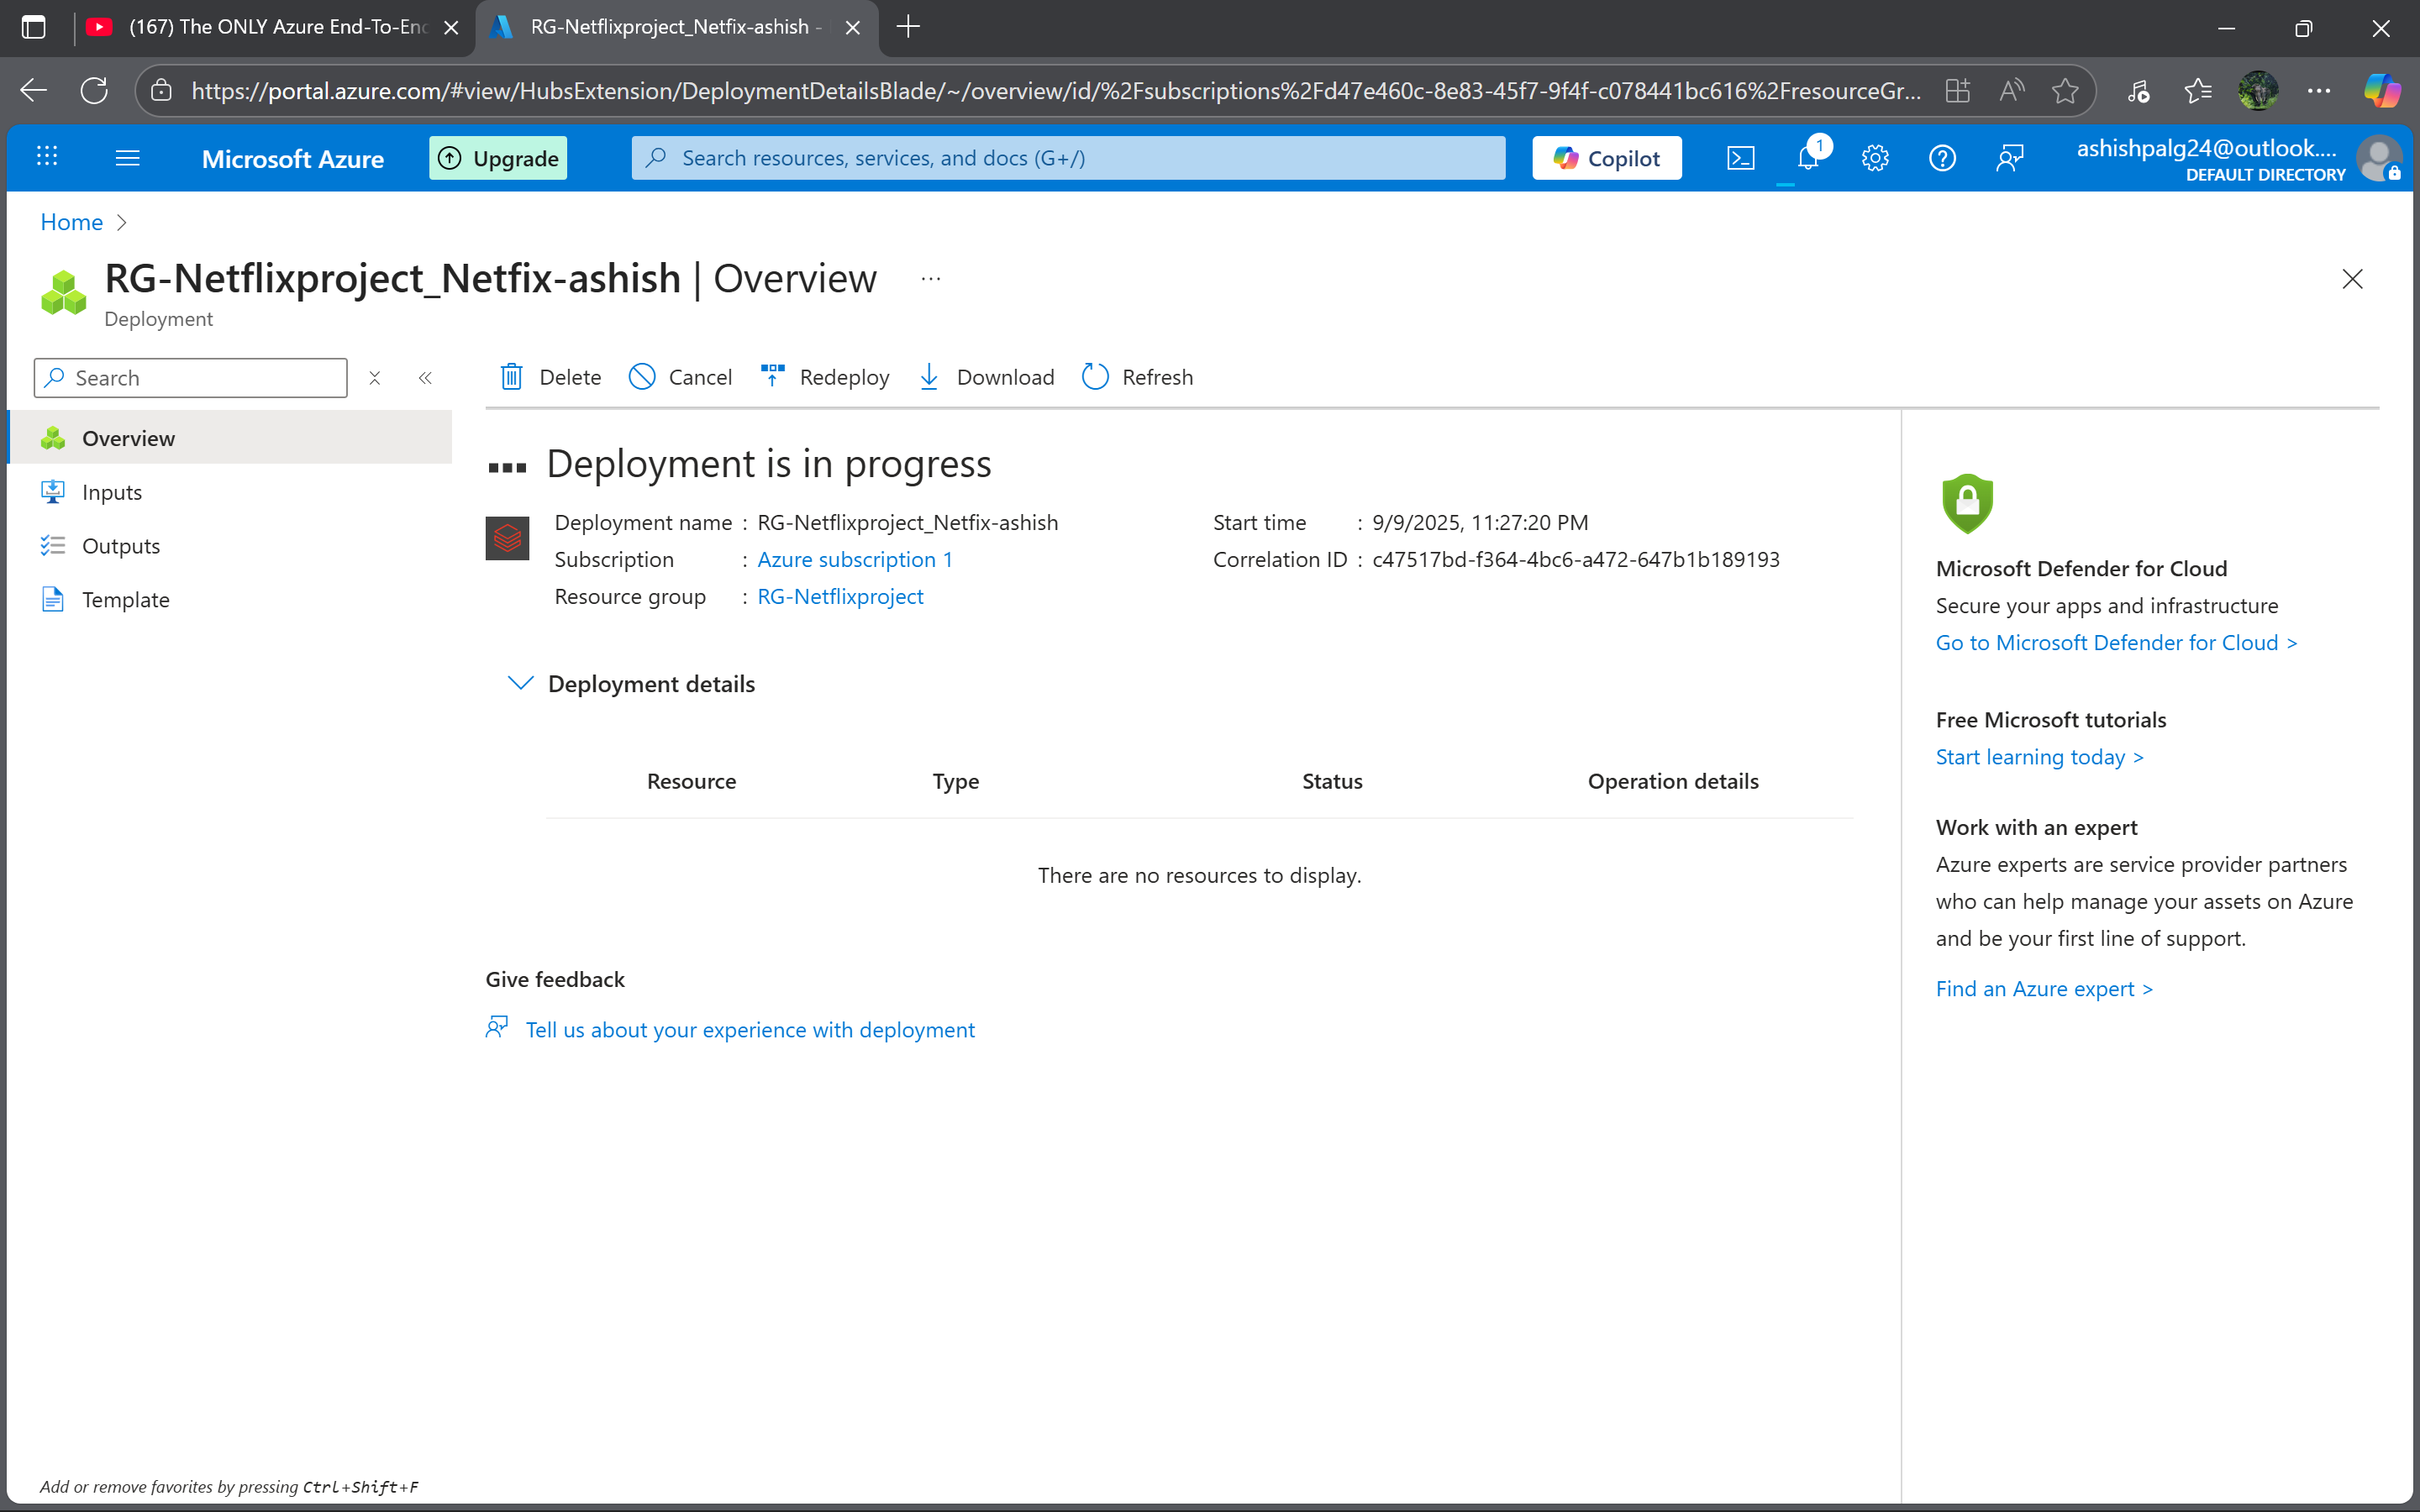 (167) The ONLY Azure End-To-End
RG-Netflixproject_Netfix-ashish -
https://portal.azure.com/#view/HubsExtension/DeploymentDetailsBlade/~/overview/id/%2Fsubscriptions%2Fd47e460c-8e83-45f7-9f4f-c078441bc616%2FresourceGr...
Microsoft Azure
Upgrade
Search resources, services, and docs (G+/)
Copilot
1
ashishpalg24@outlook....
DEFAULT DIRECTORY
Home >
RG-Netflixproject_Netfix-ashish | Overview ...
Deployment
Search
Delete
Cancel
Redeploy
Download
Refresh
Overview
Inputs
Outputs
Template
Deployment is in progress
Deployment name : RG-Netflixproject_Netfix-ashish
Subscription : Azure subscription 1
Resource group : RG-Netflixproject
Start time : 9/9/2025, 11:27:20 PM
Correlation ID : c47517bd-f364-4bc6-a472-647b1b189193
Deployment details
Resource Type Status Operation details
There are no resources to display.
Give feedback
Tell us about your experience with deployment
Microsoft Defender for Cloud
Secure your apps and infrastructure
Go to Microsoft Defender for Cloud >
Free Microsoft tutorials
Start learning today >
Work with an expert
Azure experts are service provider partners
who can help manage your assets on Azure
and be your first line of support.
Find an Azure expert >
Add or remove favorites by pressing Ctrl+Shift+F